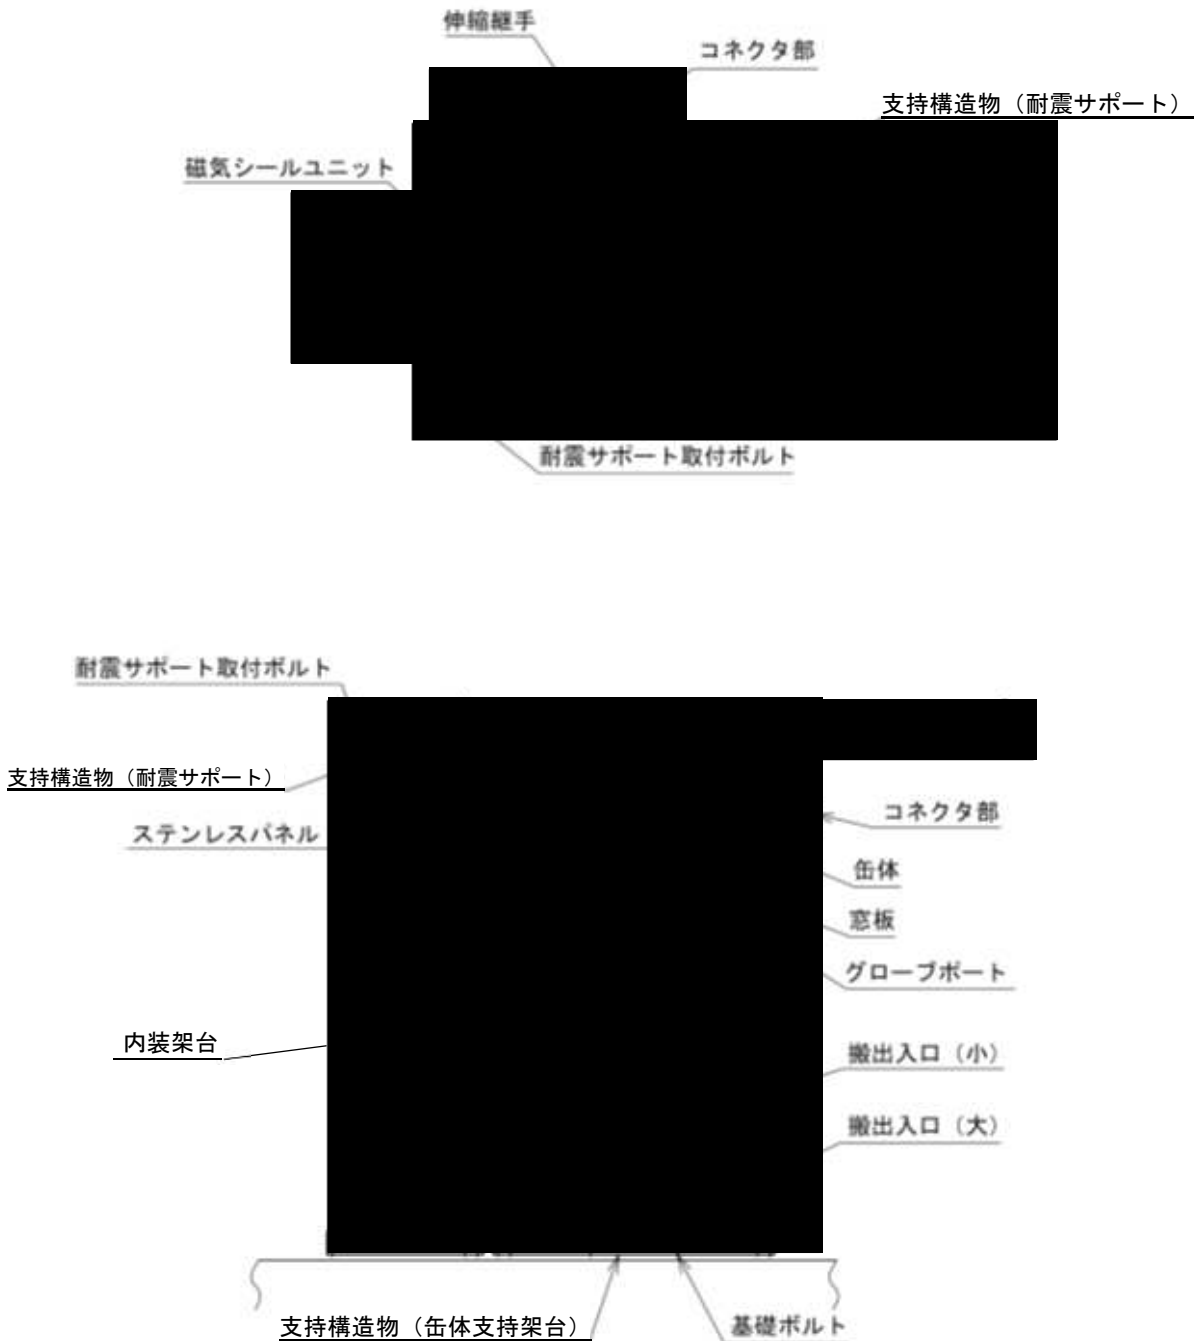 伸縮継手
コネクタ部
支持構造物（耐震サポート）
磁気シールユニット
耐震サポート取付ボルト
耐震サポート取付ボルト
支持構造物（耐震サポート）
コネクタ部
ステンレスパネル
缶体
窓板
グローブポート
内装架台
搬出入口（小）
搬出入口（大）
支持構造物（缶体支持架台）
基礎ボルト